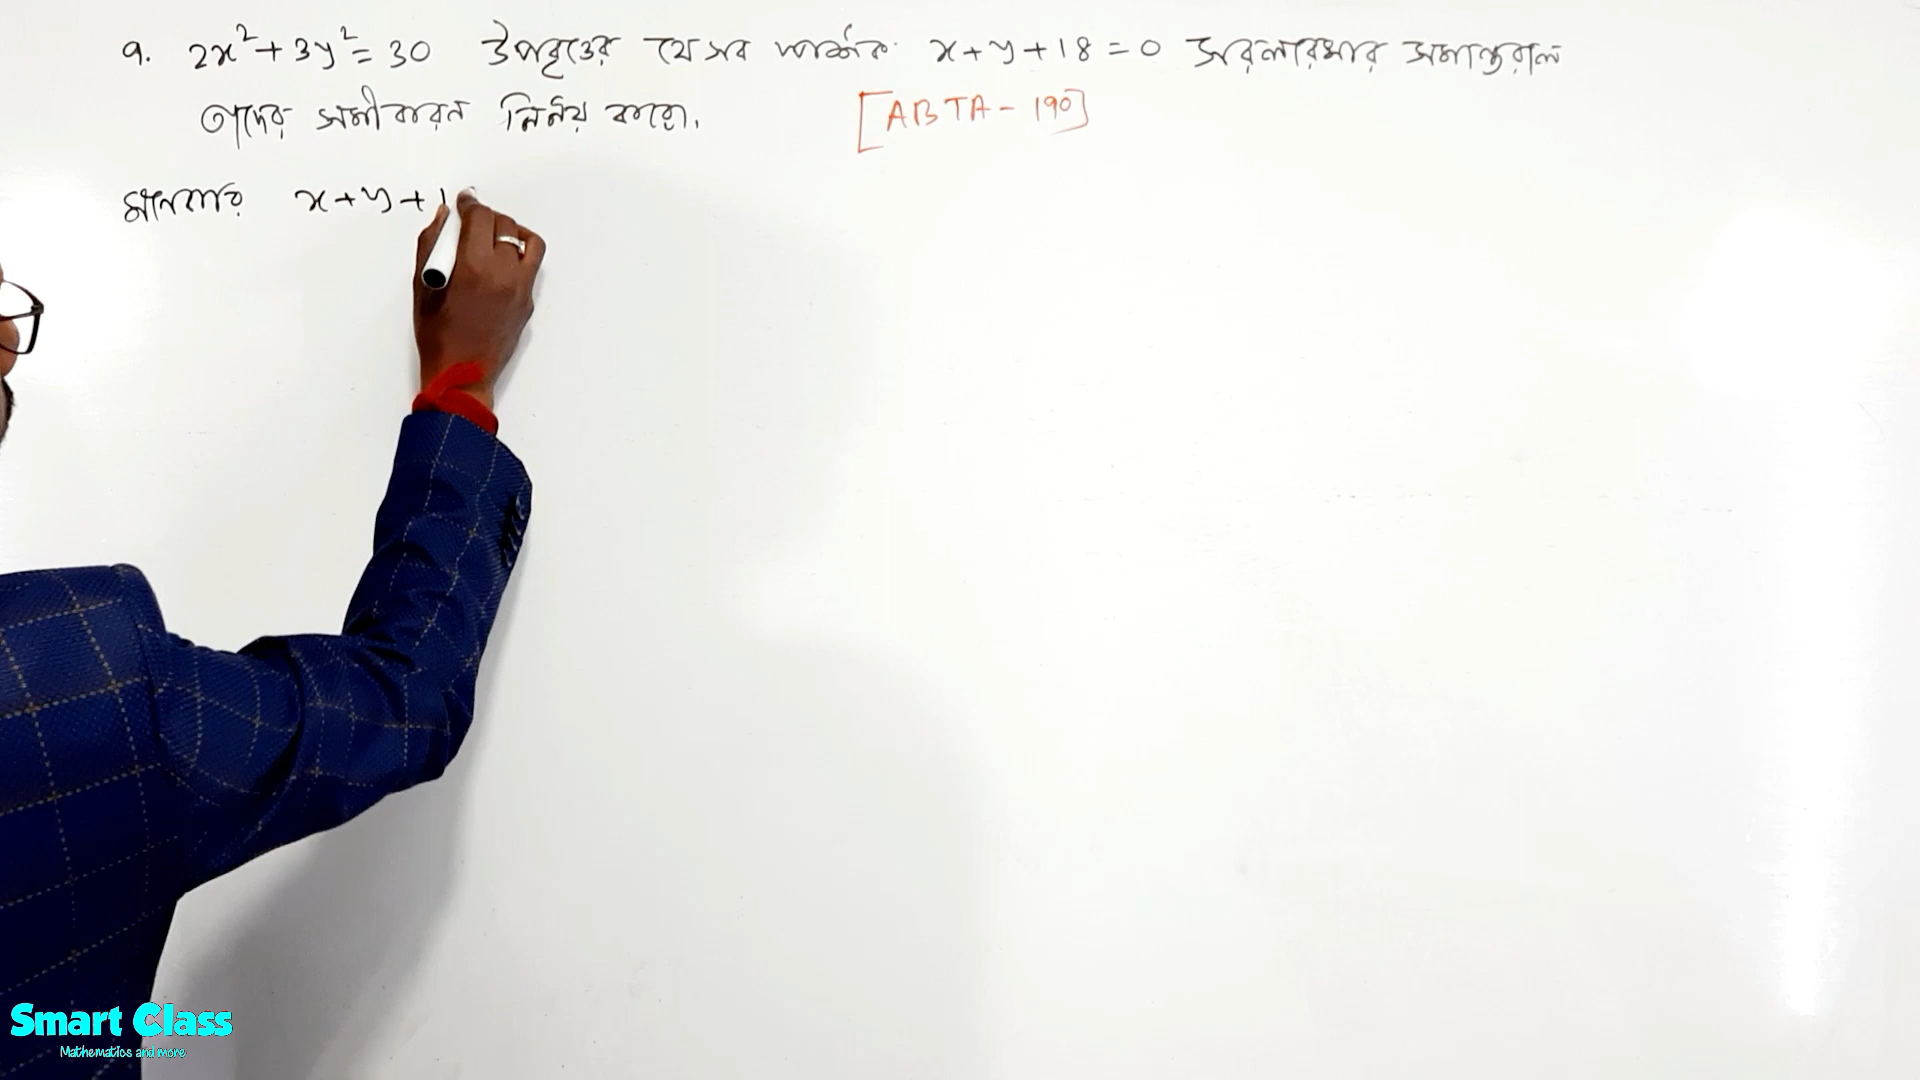 ৭. 2x² + 3y² = 30 উপবৃত্তের যে সব স্পর্শক x + y + 18 = 0 সরলরেখার সমান্তরাল
তাদের সমীকরণ নির্ণয় করো।
[ABTA - 190]
x + y + 1
Smart Class
Mathematics and more